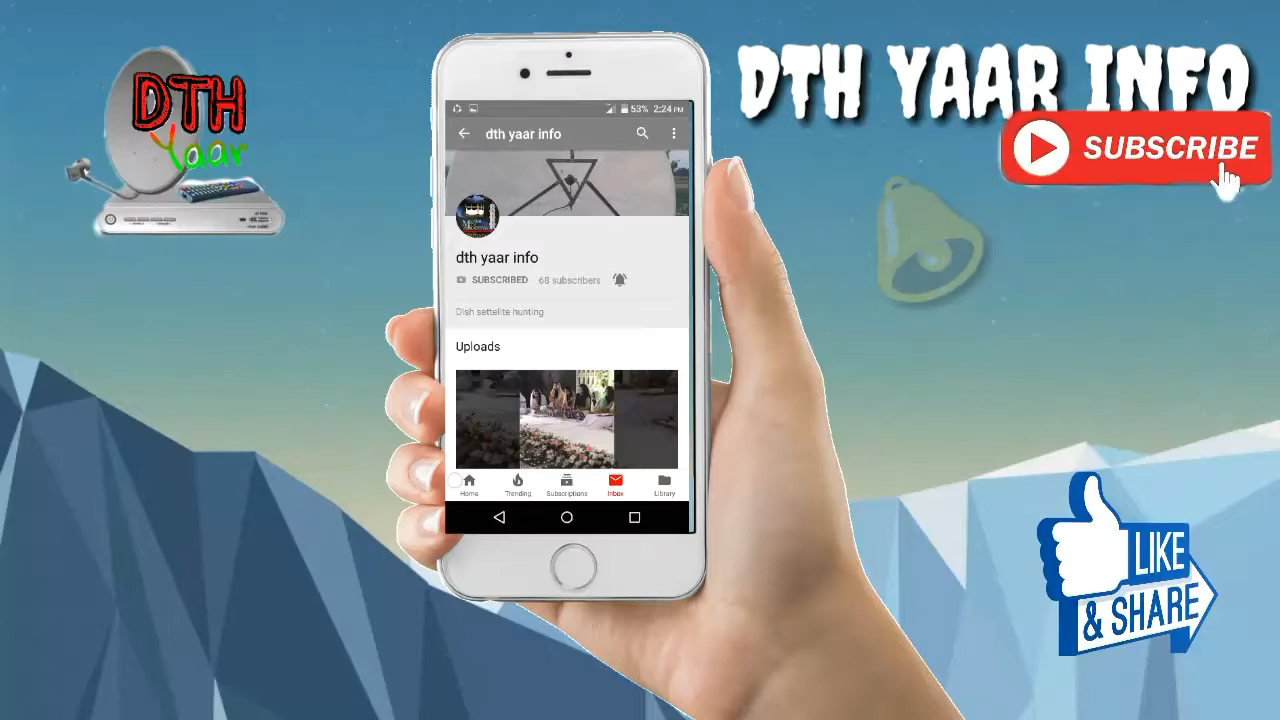 DTH
Yaar
DTH YAAR INFO
SUBSCRIBE
53% 2:24 PM
dth yaar info
dth yaar info
SUBSCRIBED 68 subscribers
Dish settelite hunting
Uploads
Home Trending Subscriptions Inbox Library
LIKE
& SHARE